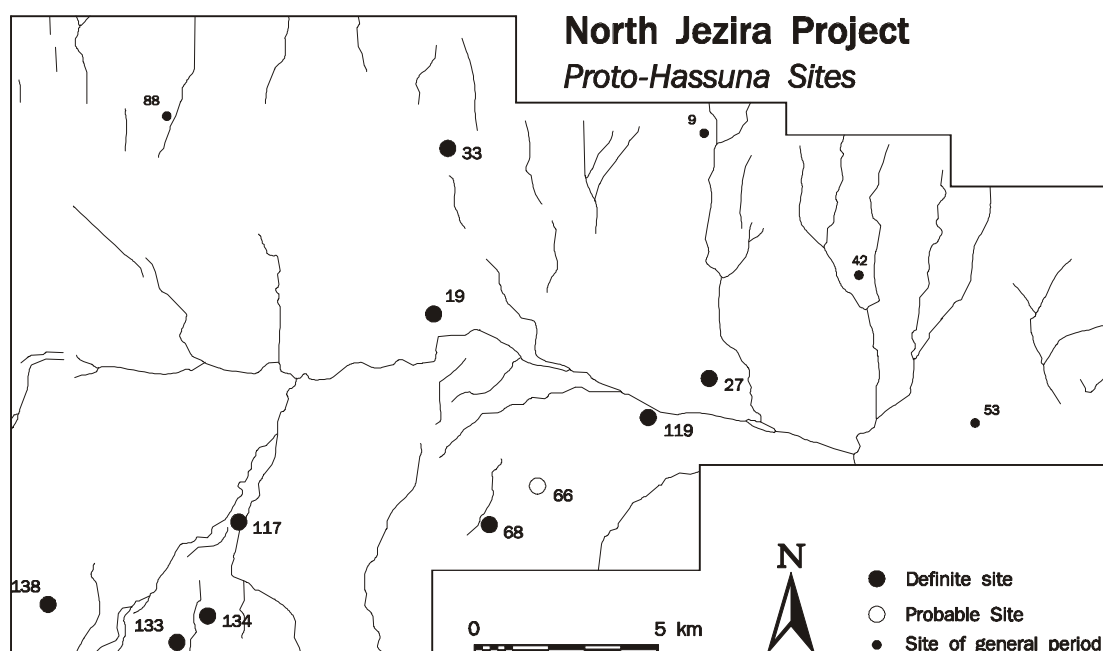 North Jezira Project
Proto-Hassuna Sites
88
9
33
42
19
27
53
119
66
68
117
138
134
133
N
Definite site
Probable Site
0 5 km
Site of general period